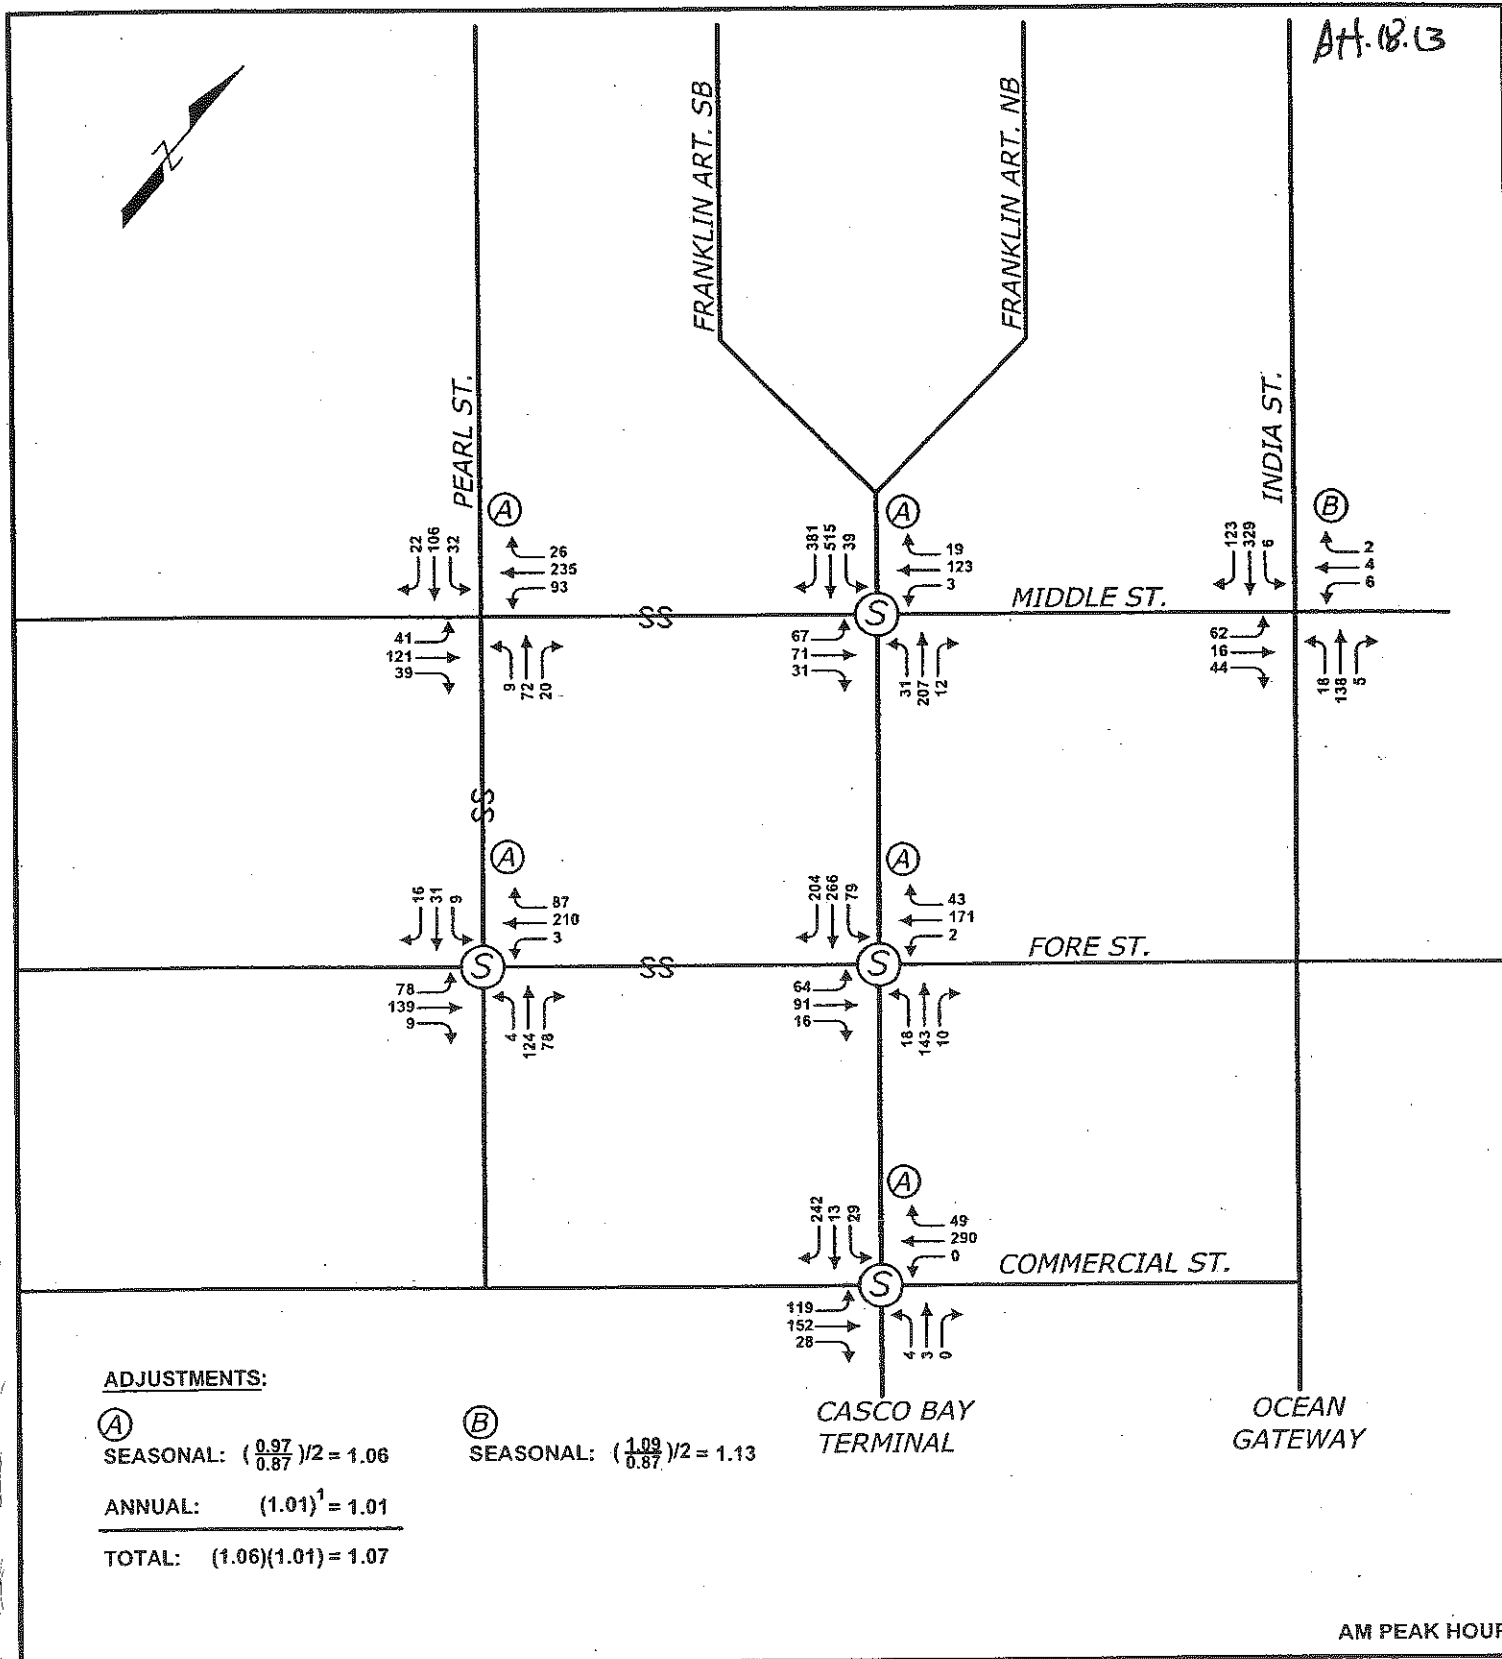 AH.18.13
FRANKLIN ART. SB
FRANKLIN ART. NB
PEARL ST.
INDIA ST.
Z
A
22 106 32
26
235
93
41
121
39
9 72 20
SS
A
381 515 39
19
123
3
S
MIDDLE ST.
67
71
31
31 207 12
B
123 329 6
2
4
6
62
16
44
18 138 5
SS
A
16 31 9
87
210
3
S
78
139
9
4 124 78
SS
A
204 266 79
43
171
2
S
FORE ST.
64
91
16
18 143 10
A
242 13 29
49
290
0
S
COMMERCIAL ST.
119
152
28
4 3 0
CASCO BAY
TERMINAL
OCEAN
GATEWAY
ADJUSTMENTS:
A
SEASONAL: (0.97/0.87)/2 = 1.06
ANNUAL: (1.01)¹ = 1.01
TOTAL: (1.06)(1.01) = 1.07
B
SEASONAL: (1.09/0.87)/2 = 1.13
AM PEAK HOUR